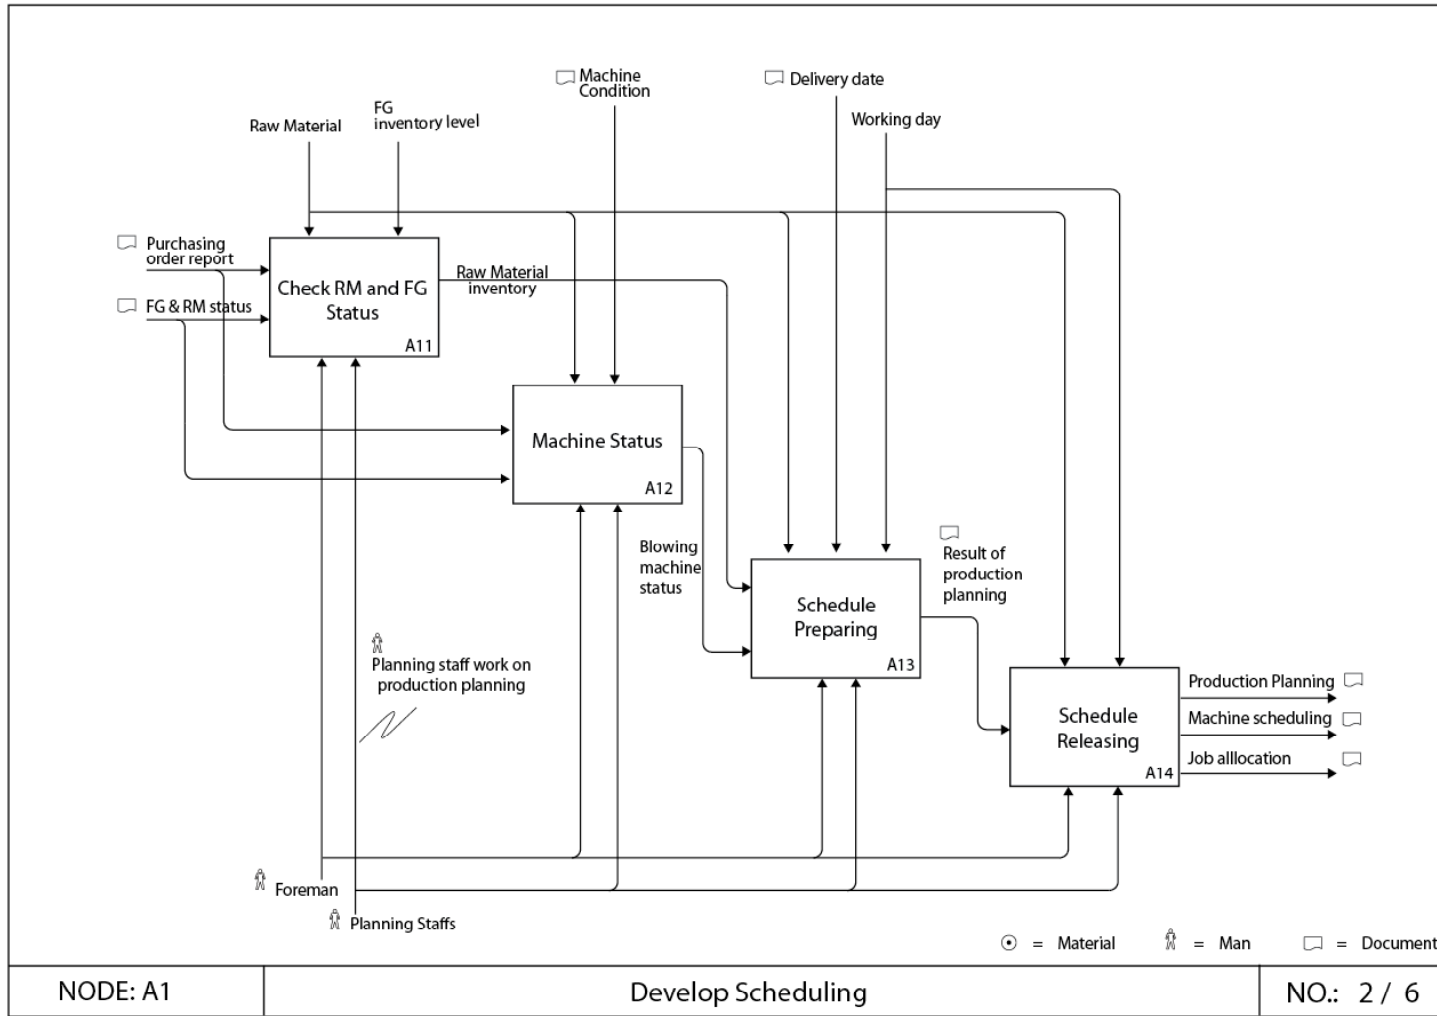 Machine
Condition
Delivery date
FG
inventory level
Raw Material
Working day
Purchasing
order report
FG & RM status
Check RM and FG
Status
A11
Raw Material
inventory
Machine Status
A12
Blowing
machine
status
Result of
production
planning
Schedule
Preparing
A13
Planning staff work on
production planning
Schedule
Releasing
A14
Production Planning
Machine scheduling
Job alllocation
Foreman
Planning Staffs
= Material
= Man
= Document
NODE: A1
Develop Scheduling
NO.: 2 / 6